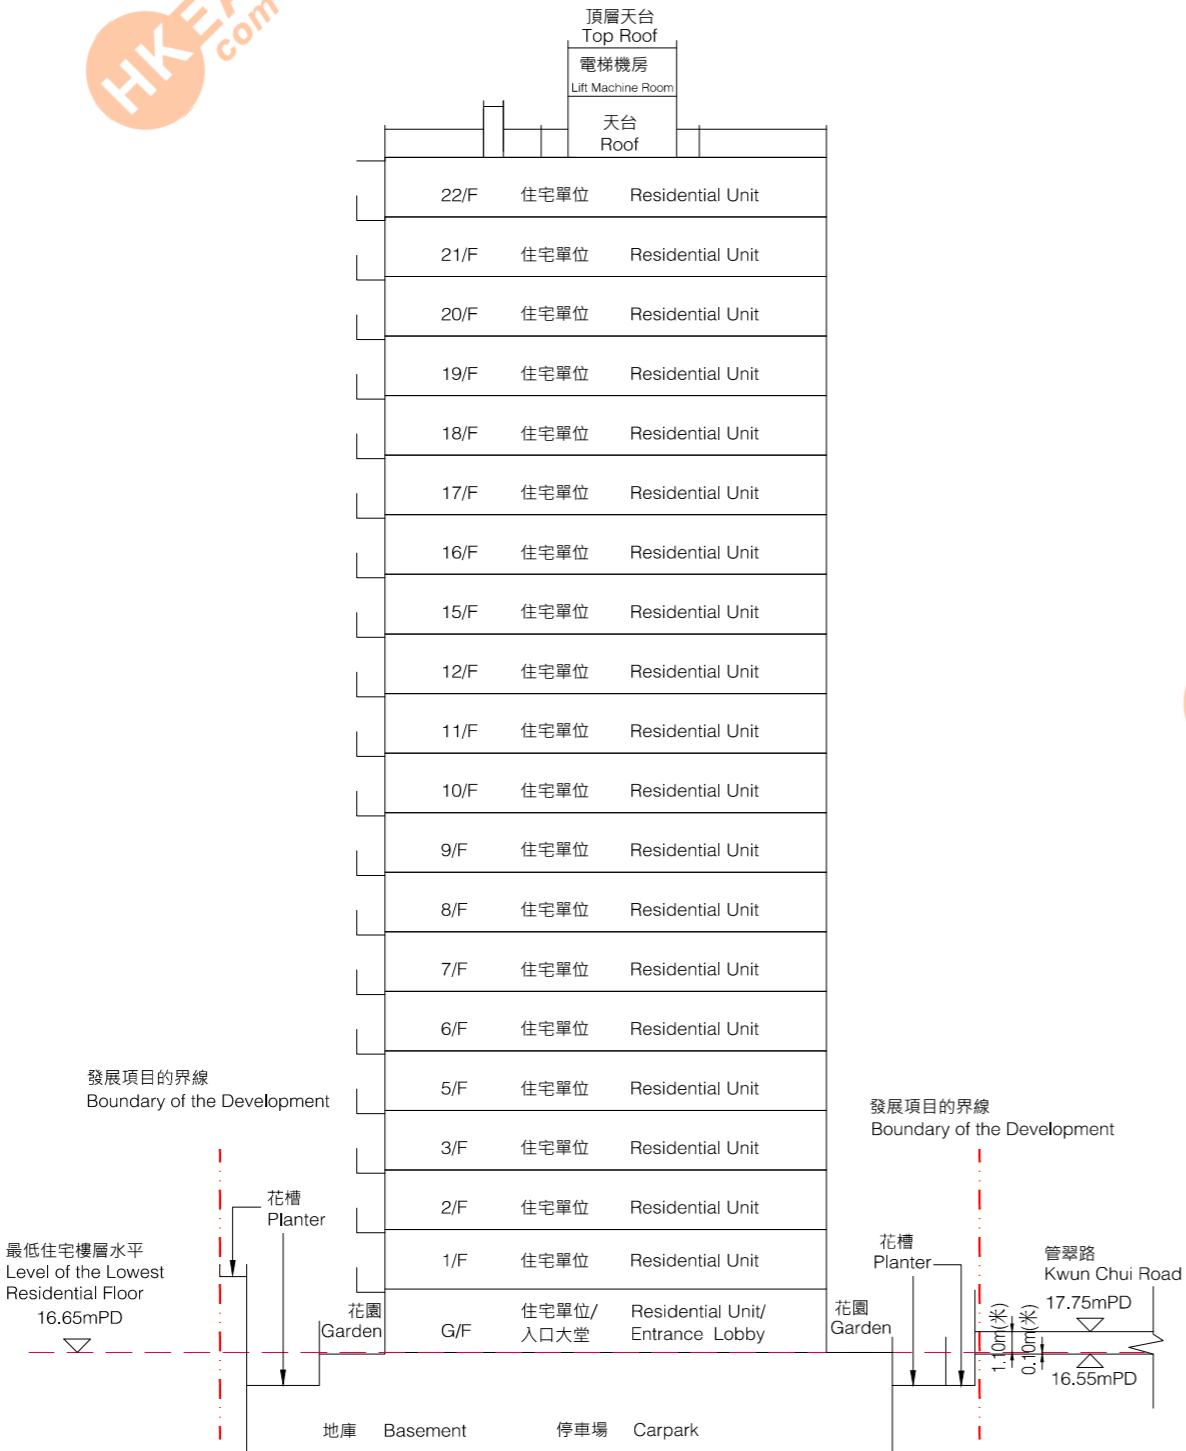 HKEA
com
頂層天台
Top Roof
電梯機房
Lift Machine Room
天台
Roof
22/F 住宅單位 Residential Unit
21/F 住宅單位 Residential Unit
20/F 住宅單位 Residential Unit
19/F 住宅單位 Residential Unit
18/F 住宅單位 Residential Unit
17/F 住宅單位 Residential Unit
16/F 住宅單位 Residential Unit
15/F 住宅單位 Residential Unit
12/F 住宅單位 Residential Unit
11/F 住宅單位 Residential Unit
10/F 住宅單位 Residential Unit
9/F 住宅單位 Residential Unit
8/F 住宅單位 Residential Unit
7/F 住宅單位 Residential Unit
6/F 住宅單位 Residential Unit
5/F 住宅單位 Residential Unit
3/F 住宅單位 Residential Unit
2/F 住宅單位 Residential Unit
1/F 住宅單位 Residential Unit
G/F 住宅單位/ Residential Unit/
入口大堂 Entrance Lobby
發展項目的界線
Boundary of the Development
花槽
Planter
最低住宅樓層水平
Level of the Lowest
Residential Floor
16.65mPD
花園
Garden
花園
Garden
發展項目的界線
Boundary of the Development
花槽
Planter
管翠路
Kwun Chui Road
17.75mPD
1.10m(米)
0.10m(米)
16.55mPD
地庫 Basement 停車場 Carpark